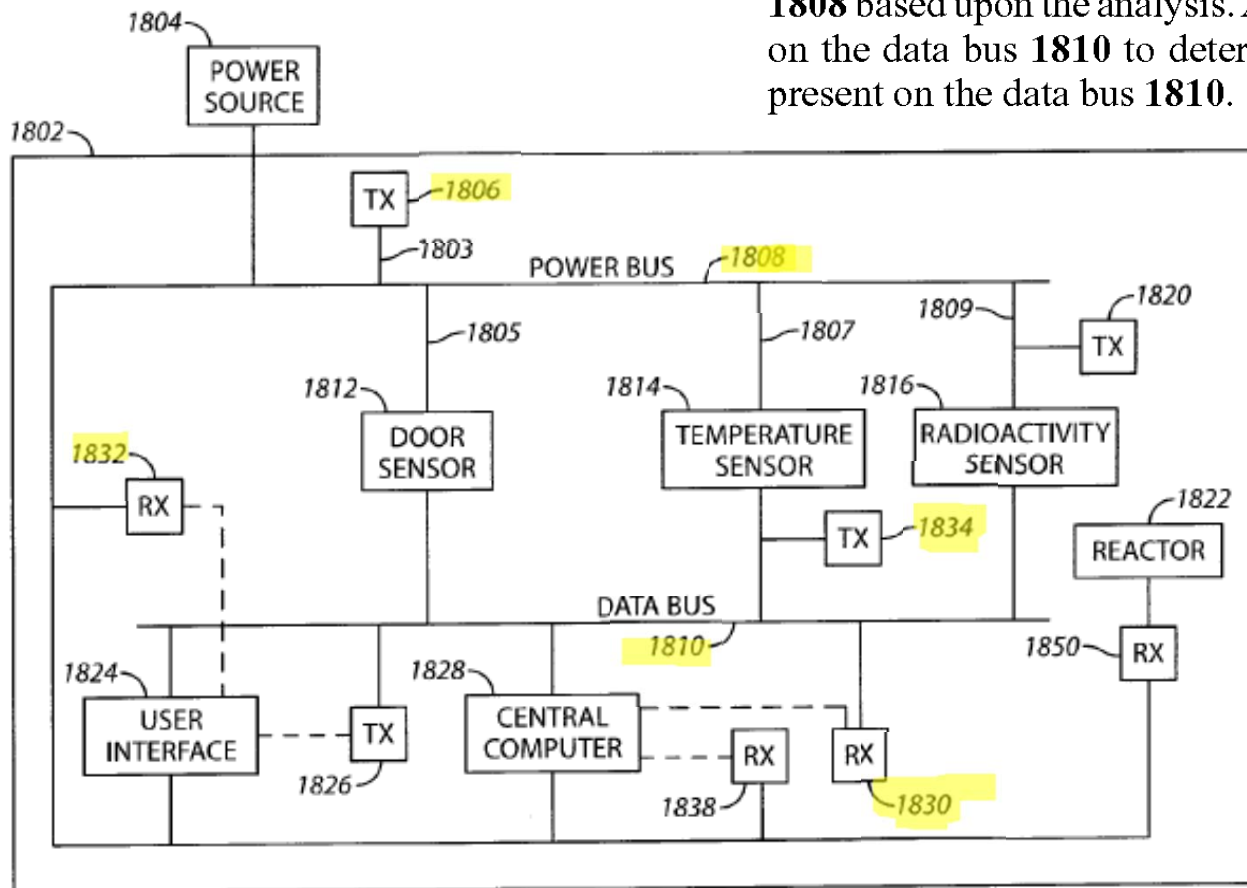 1808 based upon the analysis.
on the data bus 1810 to deter
present on the data bus 1810.
1804
POWER
SOURCE
1802
TX
1806
1803
POWER BUS
1808
1805
1807
1809
1820
TX
1812
DOOR
SENSOR
1814
TEMPERATURE
SENSOR
1816
RADIOACTIVITY
SENSOR
1832
RX
TX
1834
1822
REACTOR
DATA BUS
1810
1850
RX
1824
USER
INTERFACE
TX
1826
1828
CENTRAL
COMPUTER
RX
1838
RX
1830